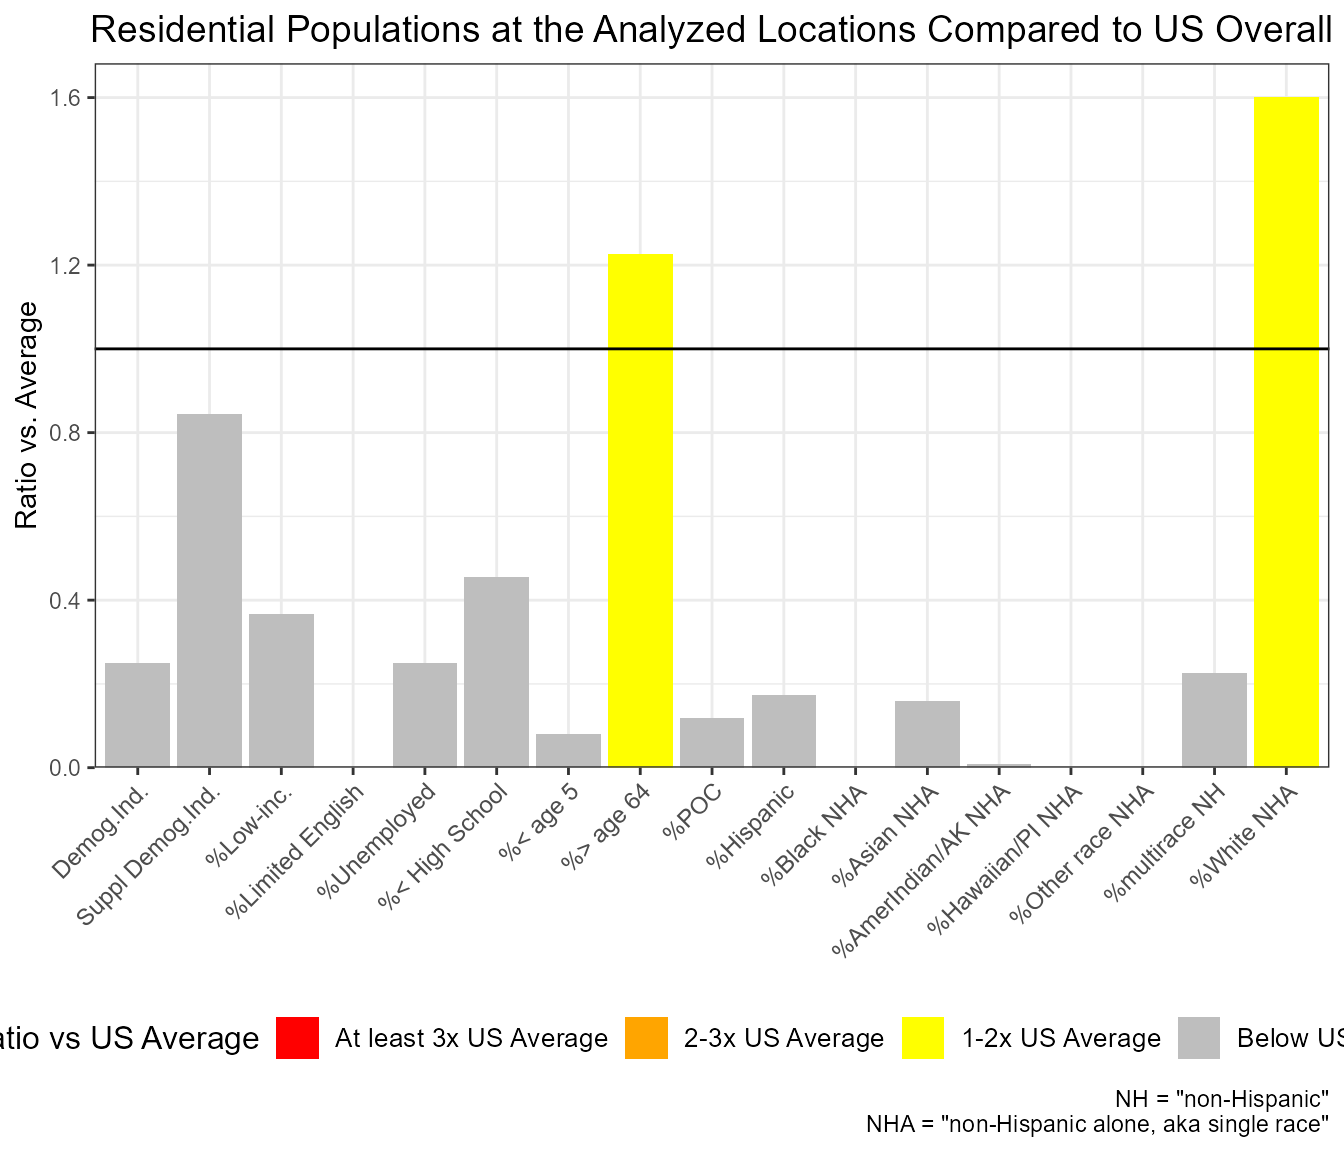 Residential Populations at the Analyzed Locations Compared to US Overall
Ratio vs. Average
1.6
1.2
0.8
0.4
0.0
Demog.Ind.
Suppl Demog.Ind.
%Low-inc.
%Limited English
%Unemployed
%< High School
%< age 5
%> age 64
%POC
%Hispanic
%Black NHA
%Asian NHA
%AmerIndian/AK NHA
%Hawaiian/PI NHA
%Other race NHA
%multirace NH
%White NHA
atio vs US Average At least 3x US Average 2-3x US Average 1-2x US Average Below US
NH = "non-Hispanic"
NHA = "non-Hispanic alone, aka single race"